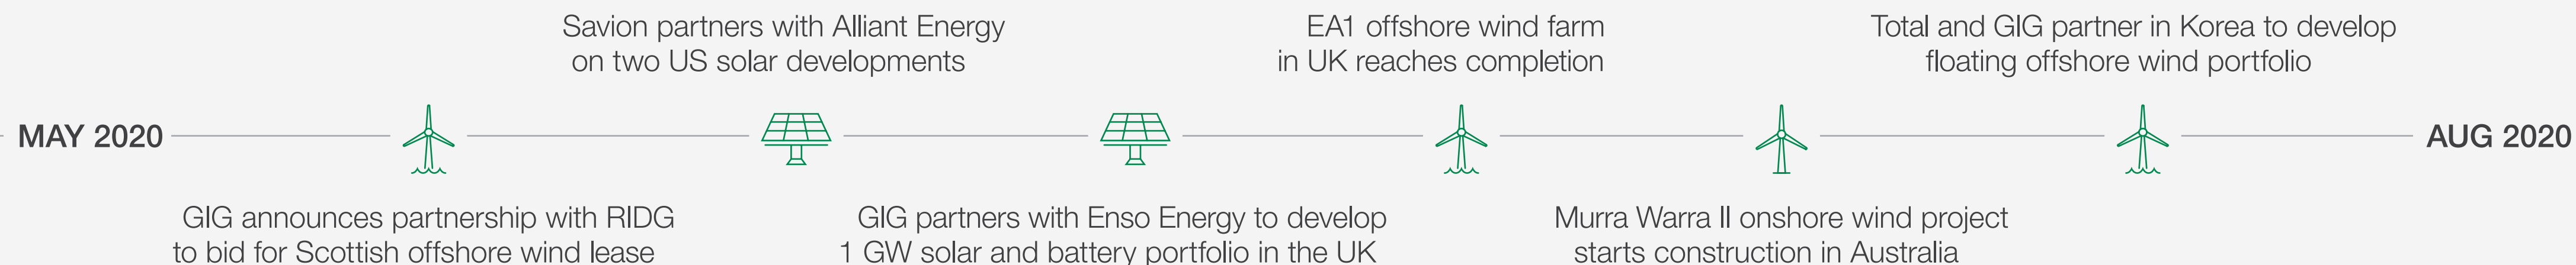 MAY 2020
GIG announces partnership with RIDG
to bid for Scottish offshore wind lease
Savion partners with Alliant Energy
on two US solar developments
GIG partners with Enso Energy to develop
1 GW solar and battery portfolio in the UK
EA1 offshore wind farm
in UK reaches completion
Murra Warra II onshore wind project
starts construction in Australia
Total and GIG partner in Korea to develop
floating offshore wind portfolio
AUG 2020